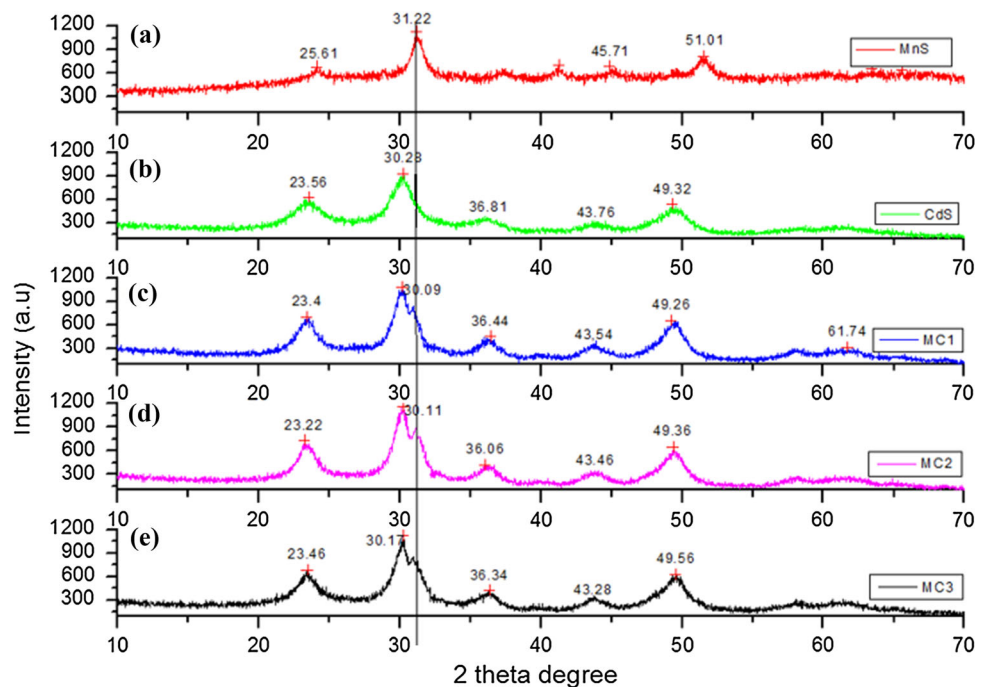 (a)
1200
900
600
300
25.61
31.22
45.71
51.01
MnS
10 20 30 40 50 60 70
(b)
1200
900
600
300
23.56
30.23
36.81
43.76
49.32
CdS
10 20 30 40 50 60 70
(c)
1200
900
600
300
23.4
30.09
36.44
43.54
49.26
61.74
MC1
10 20 30 40 50 60 70
(d)
1200
900
600
300
23.22
30.11
36.06
43.46
49.36
MC2
10 20 30 40 50 60 70
(e)
1200
900
600
300
23.46
30.17
36.34
43.28
49.56
MC3
10 20 30 40 50 60 70
Intensity (a.u)
2 theta degree